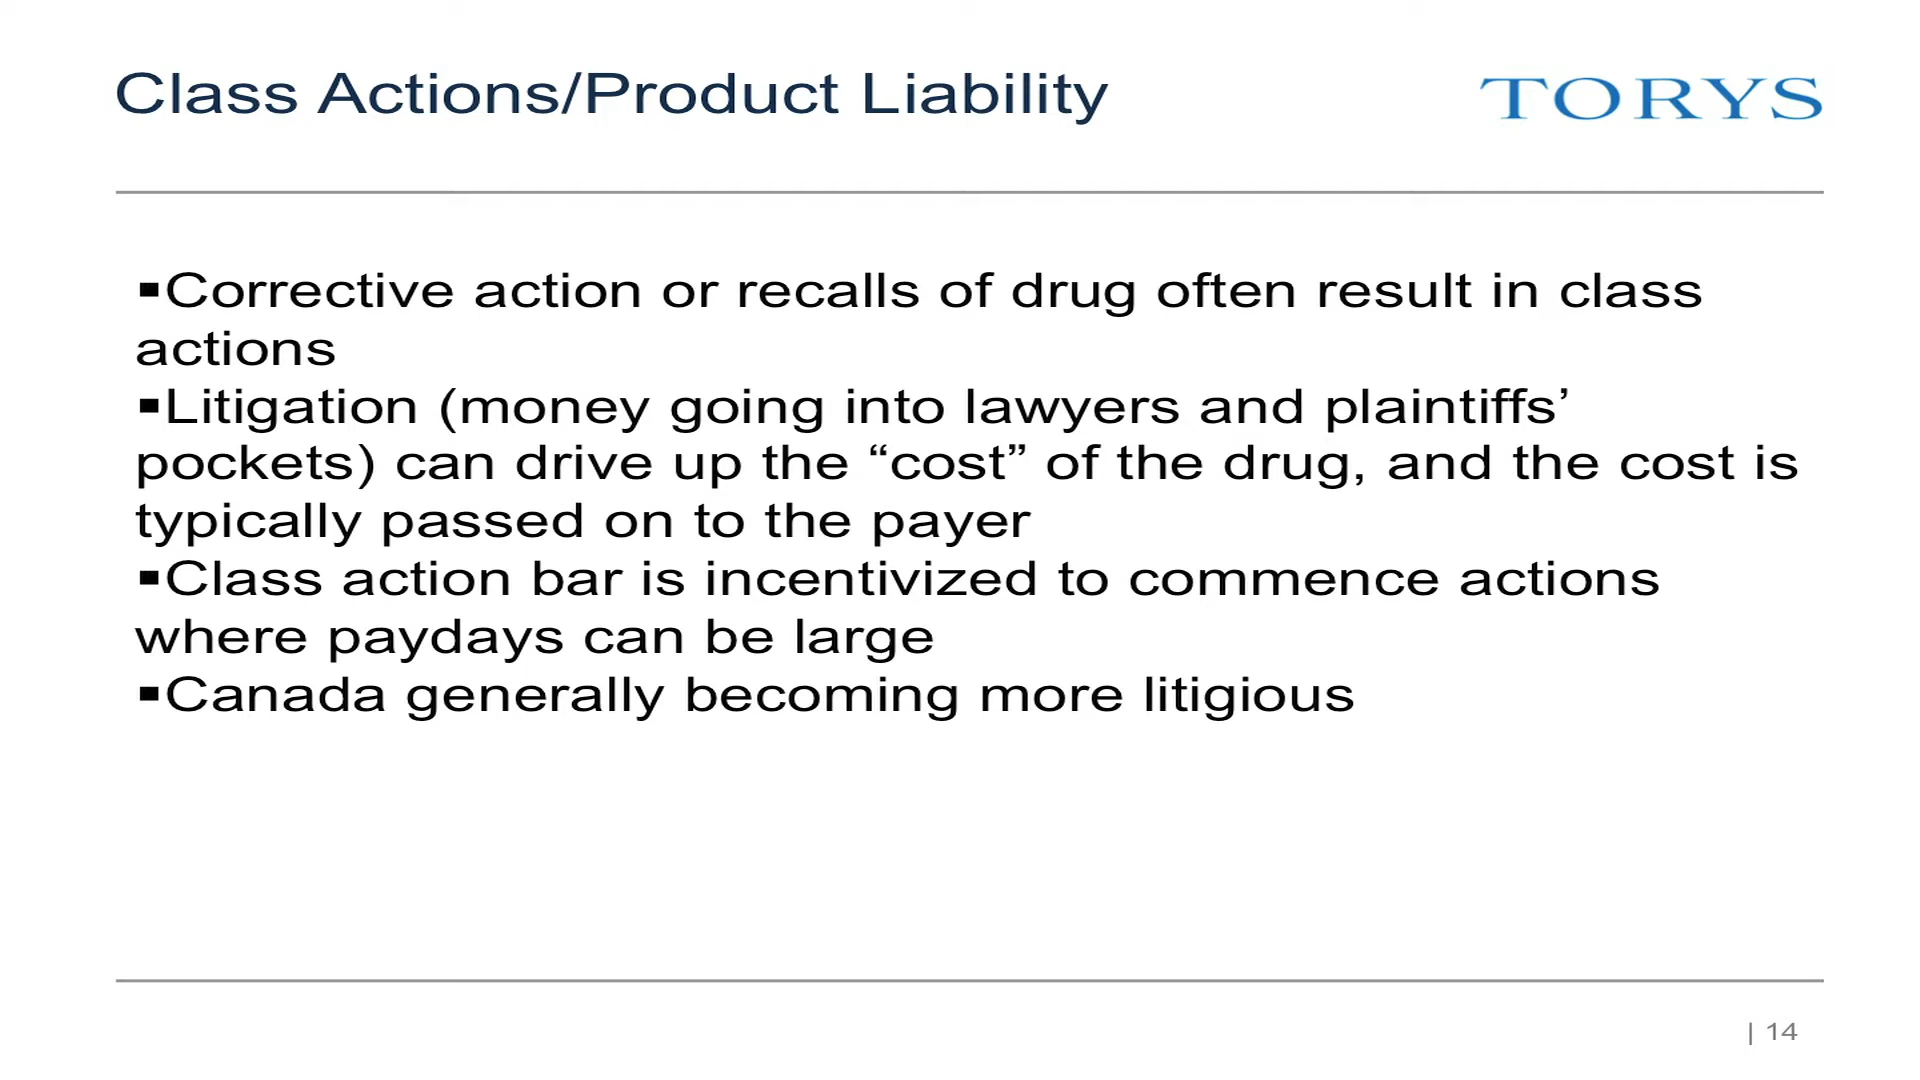 Class Actions/Product Liability
TORYS
▪Corrective action or recalls of drug often result in class
actions
▪Litigation (money going into lawyers and plaintiffs’
pockets) can drive up the “cost” of the drug, and the cost is
typically passed on to the payer
▪Class action bar is incentivized to commence actions
where paydays can be large
▪Canada generally becoming more litigious
| 14